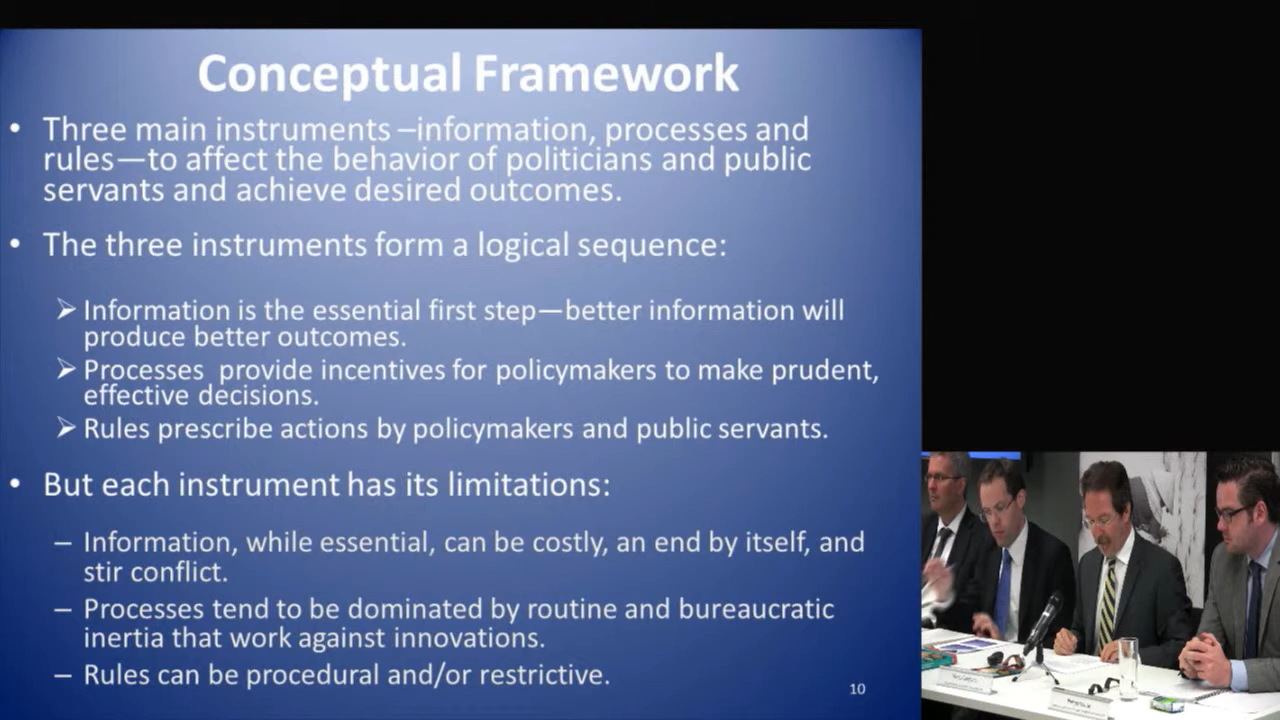 Conceptual Framework
• Three main instruments –information, processes and
rules—to affect the behavior of politicians and public
servants and achieve desired outcomes.
• The three instruments form a logical sequence:
➢ Information is the essential first step—better information will
produce better outcomes.
➢ Processes  provide incentives for policymakers to make prudent,
effective decisions.
➢ Rules prescribe actions by policymakers and public servants.
• But each instrument has its limitations:
– Information, while essential, can be costly, an end by itself, and
stir conflict.
– Processes tend to be dominated by routine and bureaucratic
inertia that work against innovations.
– Rules can be procedural and/or restrictive.
10